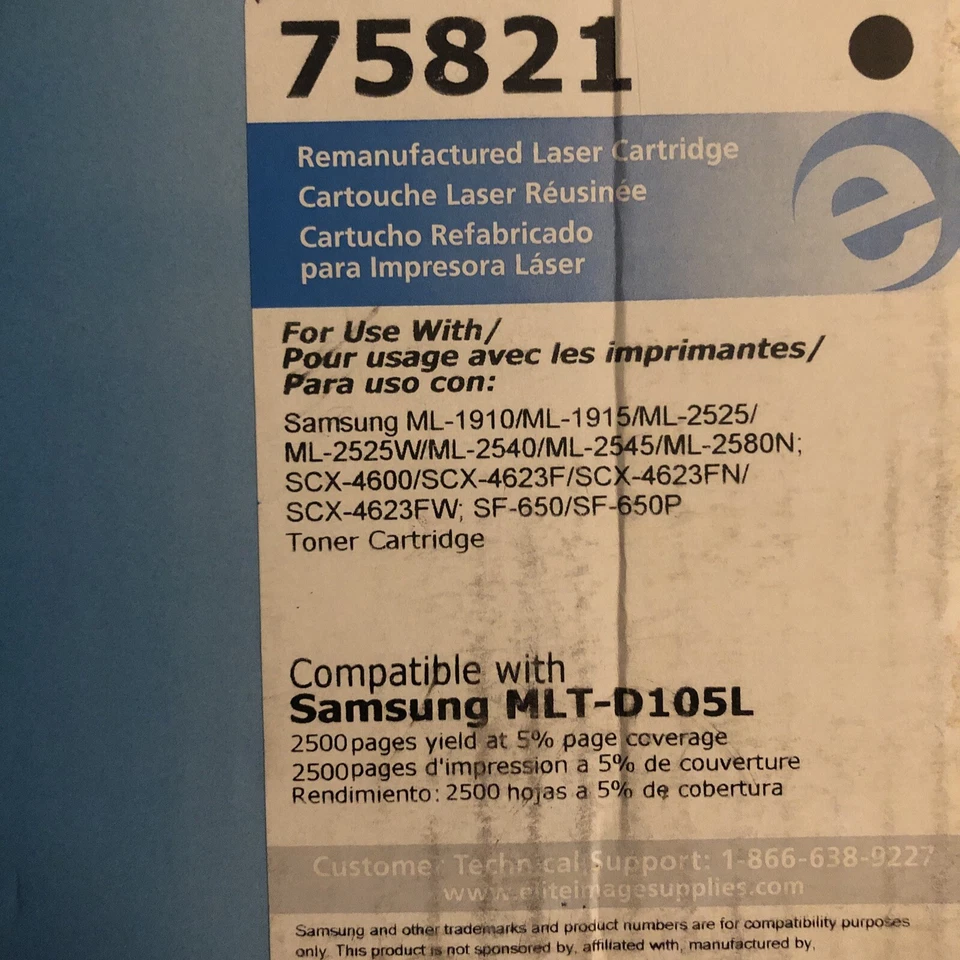 75821
Remanufactured Laser Cartridge
Cartouche Laser Réusinée
Cartucho Refabricado
para Impresora Láser
e
For Use With/
Pour usage avec les imprimantes/
Para uso con:
Samsung ML-1910/ML-1915/ML-2525/
ML-2525W/ML-2540/ML-2545/ML-2580N;
SCX-4600/SCX-4623F/SCX-4623FN/
SCX-4623FW; SF-650/SF-650P
Toner Cartridge
Compatible with
Samsung MLT-D105L
2500 pages yield at 5% page coverage
2500 pages d'impression a 5% de couverture
Rendimiento: 2500 hojas a 5% de cobertura
Customer Technical Support: 1-866-638-9227
www.eliteimagesupplies.com
Samsung and other trademarks and product numbers are for compatibility purposes
only. This product is not sponsored by, affiliated with, manufactured by,